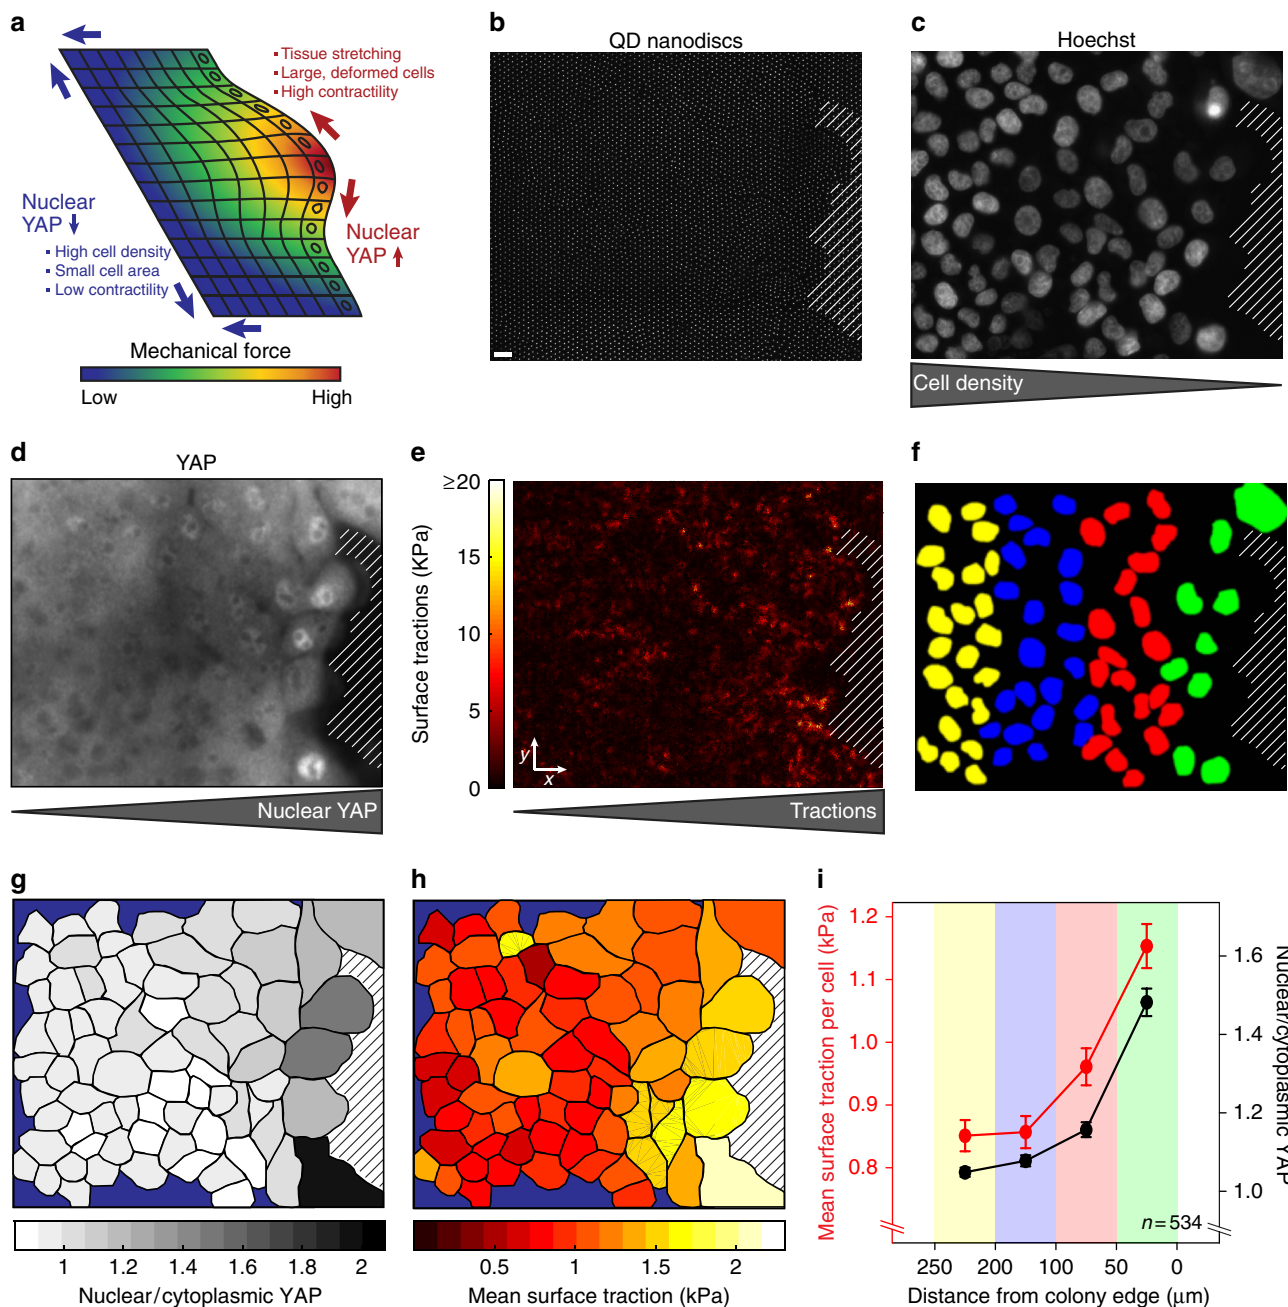 a
▪ Tissue stretching
▪ Large, deformed cells
▪ High contractility
Nuclear
YAP
▪ High cell density
▪ Small cell area
▪ Low contractility
Nuclear
YAP
Mechanical force
Low
High
b
QD nanodiscs
c
Hoechst
Cell density
d
YAP
Nuclear YAP
e
≥20
15
10
5
0
Surface tractions (KPa)
y
x
Tractions
f
g
1
1.2
1.4
1.6
1.8
2
Nuclear/cytoplasmic YAP
h
0.5
1
1.5
2
Mean surface traction (kPa)
i
Mean surface traction per cell (kPa)
1.2
1.1
1.0
0.9
0.8
Nuclear/cytoplasmic YAP
1.6
1.4
1.2
1.0
n=534
250
200
100
50
0
Distance from colony edge (μm)